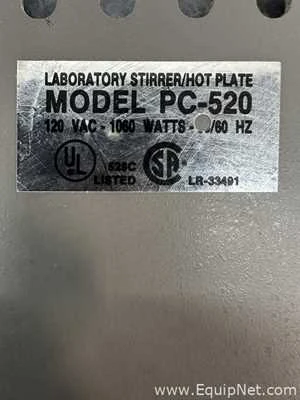 LABORATORY STIRRER/HOT PLATE
MODEL PC-520
120 VAC - 1060 WATTS - /60 HZ
UL
SA
LISTED
LR-33491
www.EquipNet.com